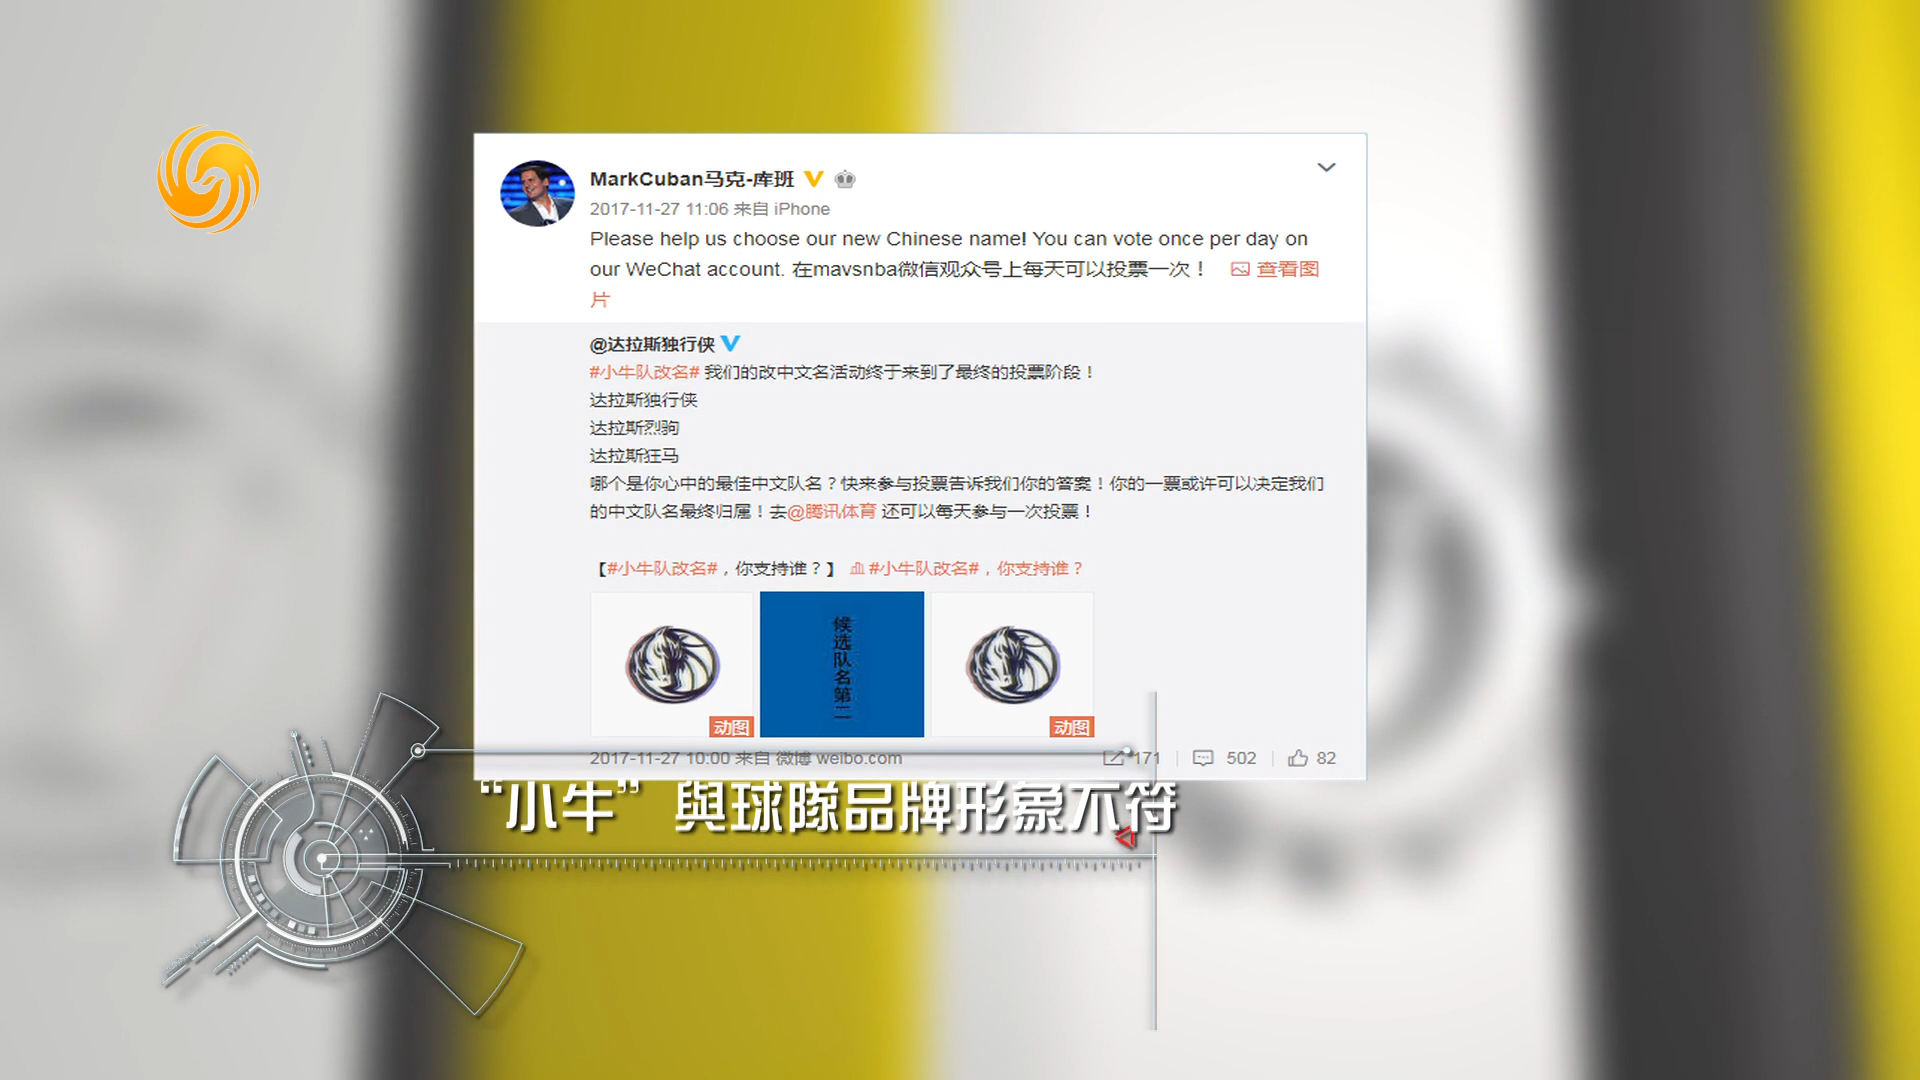 MarkCuban马克-库班
2017-11-27 11:06 来自 iPhone
Please help us choose our new Chinese name! You can vote once per day on
our WeChat account. 在mavsnba微信观众号上每天可以投票一次！ 查看图
片
@达拉斯独行侠
#小牛队改名# 我们的改中文名活动终于来到了最终的投票阶段！
达拉斯独行侠
达拉斯烈驹
达拉斯狂马
哪个是你心中的最佳中文队名？快来参与投票告诉我们你的答案！你的一票或许可以决定我们
的中文队名最终归属！去@腾讯体育 还可以每天参与一次投票！
【#小牛队改名#，你支持谁？】 #小牛队改名#，你支持谁？
候选队名第二
动图
动图
2017-11-27 10:00 来自 微博 weibo.com
171 502 82
“小牛”與球隊品牌形象不符